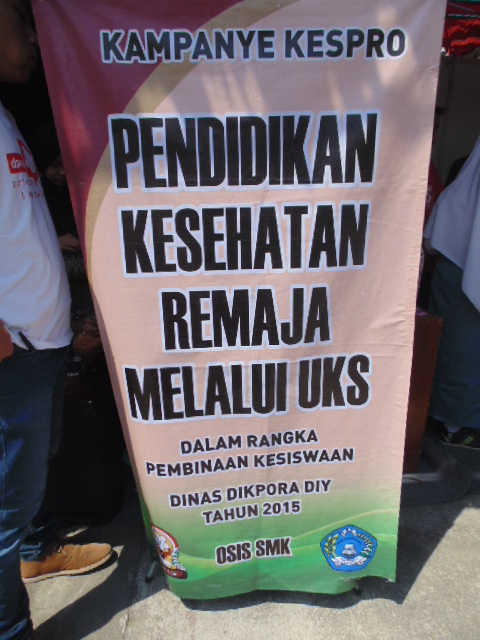 KAMPANYE KESPRO
PENDIDIKAN
KESEHATAN
REMAJA
MELALUI UKS
DALAM RANGKA
PEMBINAAN KESISWAAN
DINAS DIKPORA DIY
TAHUN 2015
OSIS SMK